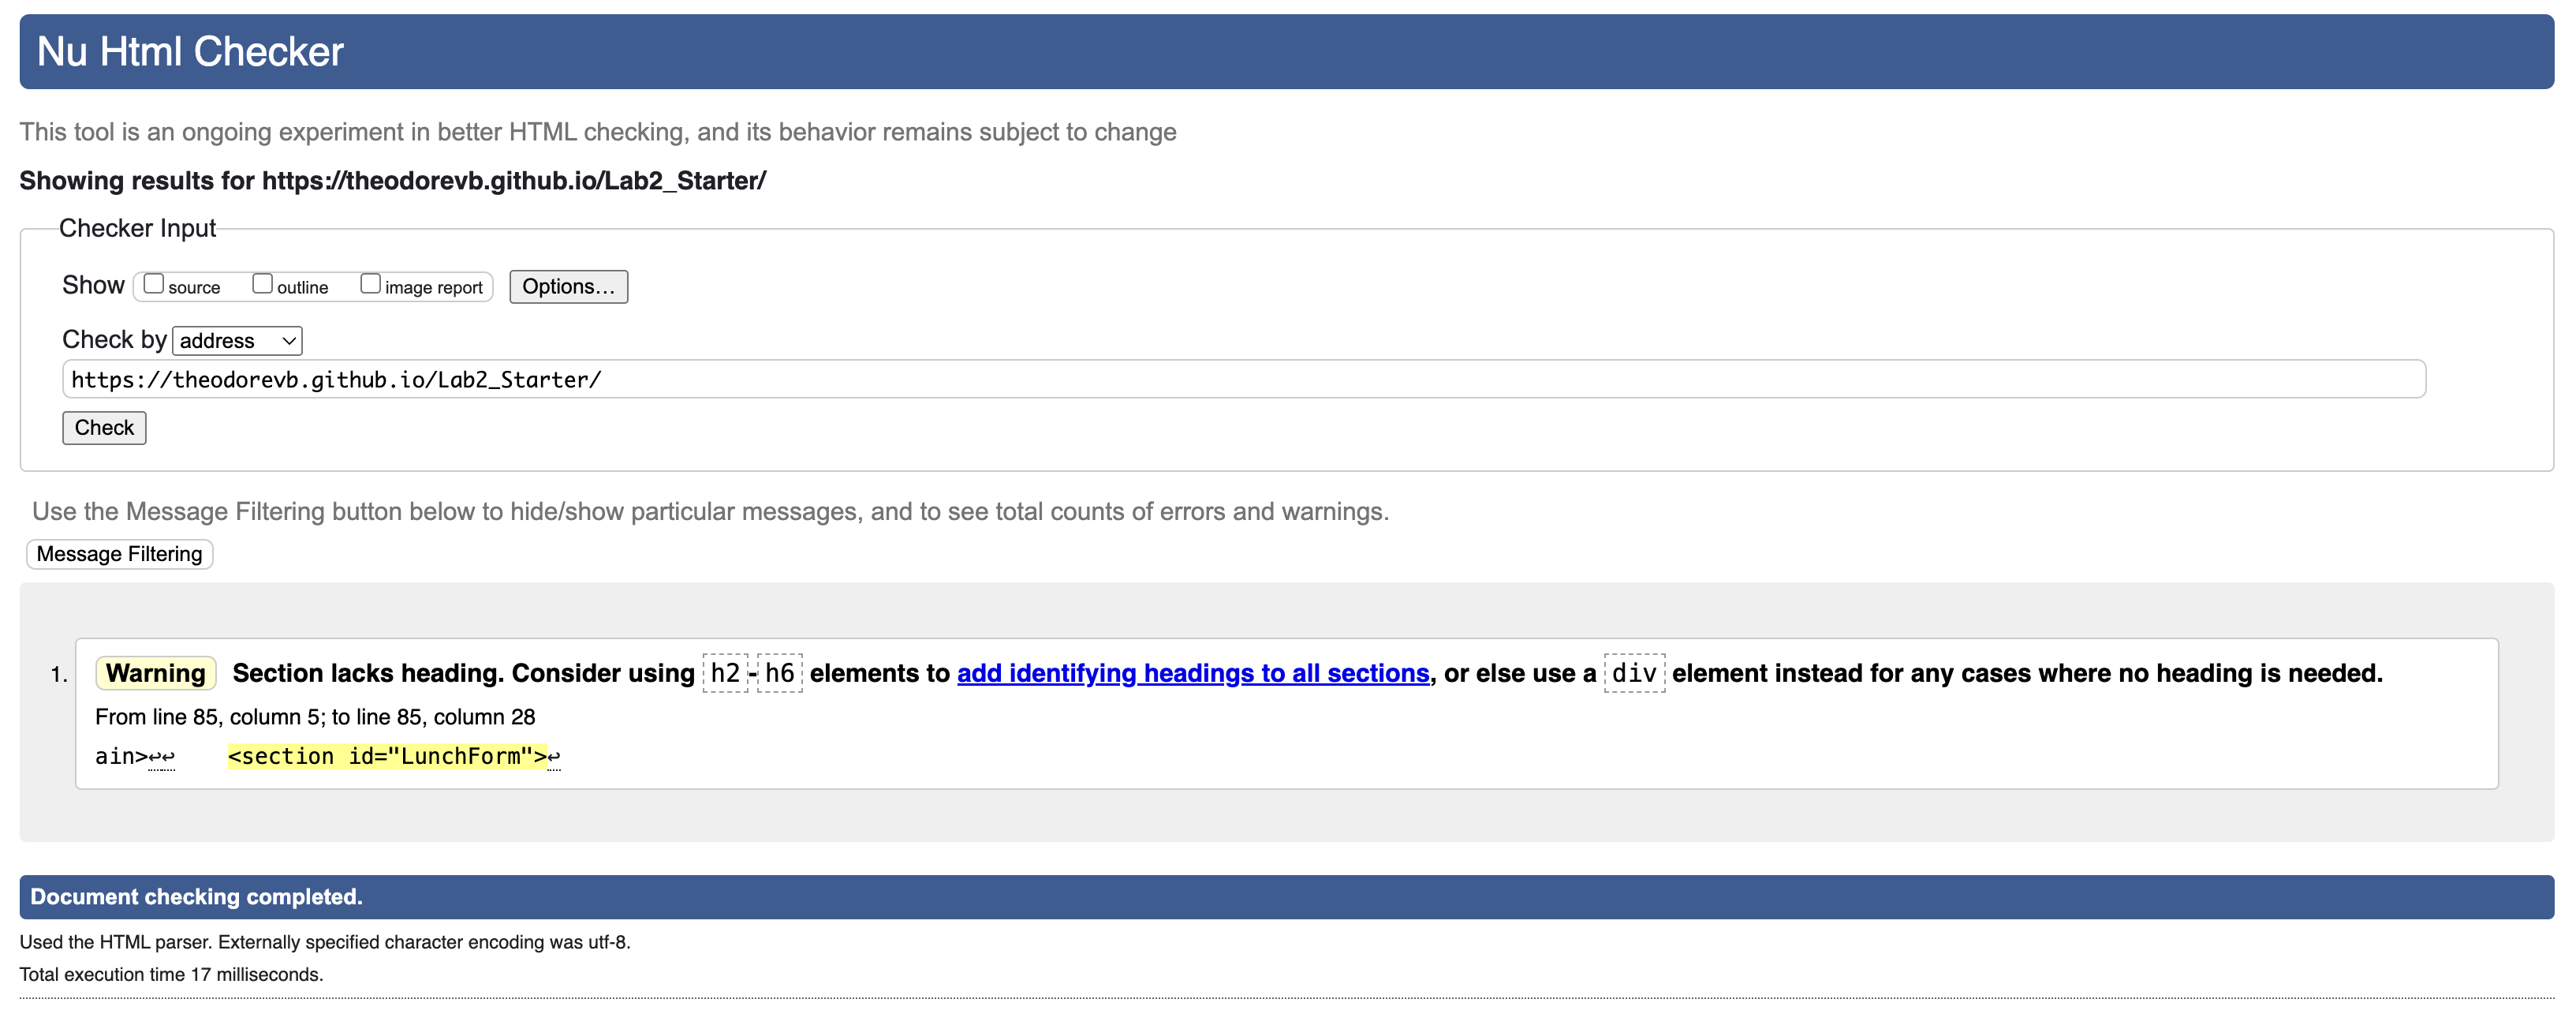 Nu Html Checker
This tool is an ongoing experiment in better HTML checking, and its behavior remains subject to change
Showing results for https://theodorevb.github.io/Lab2_Starter/
Checker Input
Show source outline image report Options...
Check by address
https://theodorevb.github.io/Lab2_Starter/
Check
Use the Message Filtering button below to hide/show particular messages, and to see total counts of errors and warnings.
Message Filtering
1. Warning Section lacks heading. Consider using h2-h6 elements to add identifying headings to all sections, or else use a div element instead for any cases where no heading is needed.
From line 85, column 5; to line 85, column 28
ain>↩↩    <section id="LunchForm">↩
Document checking completed.
Used the HTML parser. Externally specified character encoding was utf-8.
Total execution time 17 milliseconds.